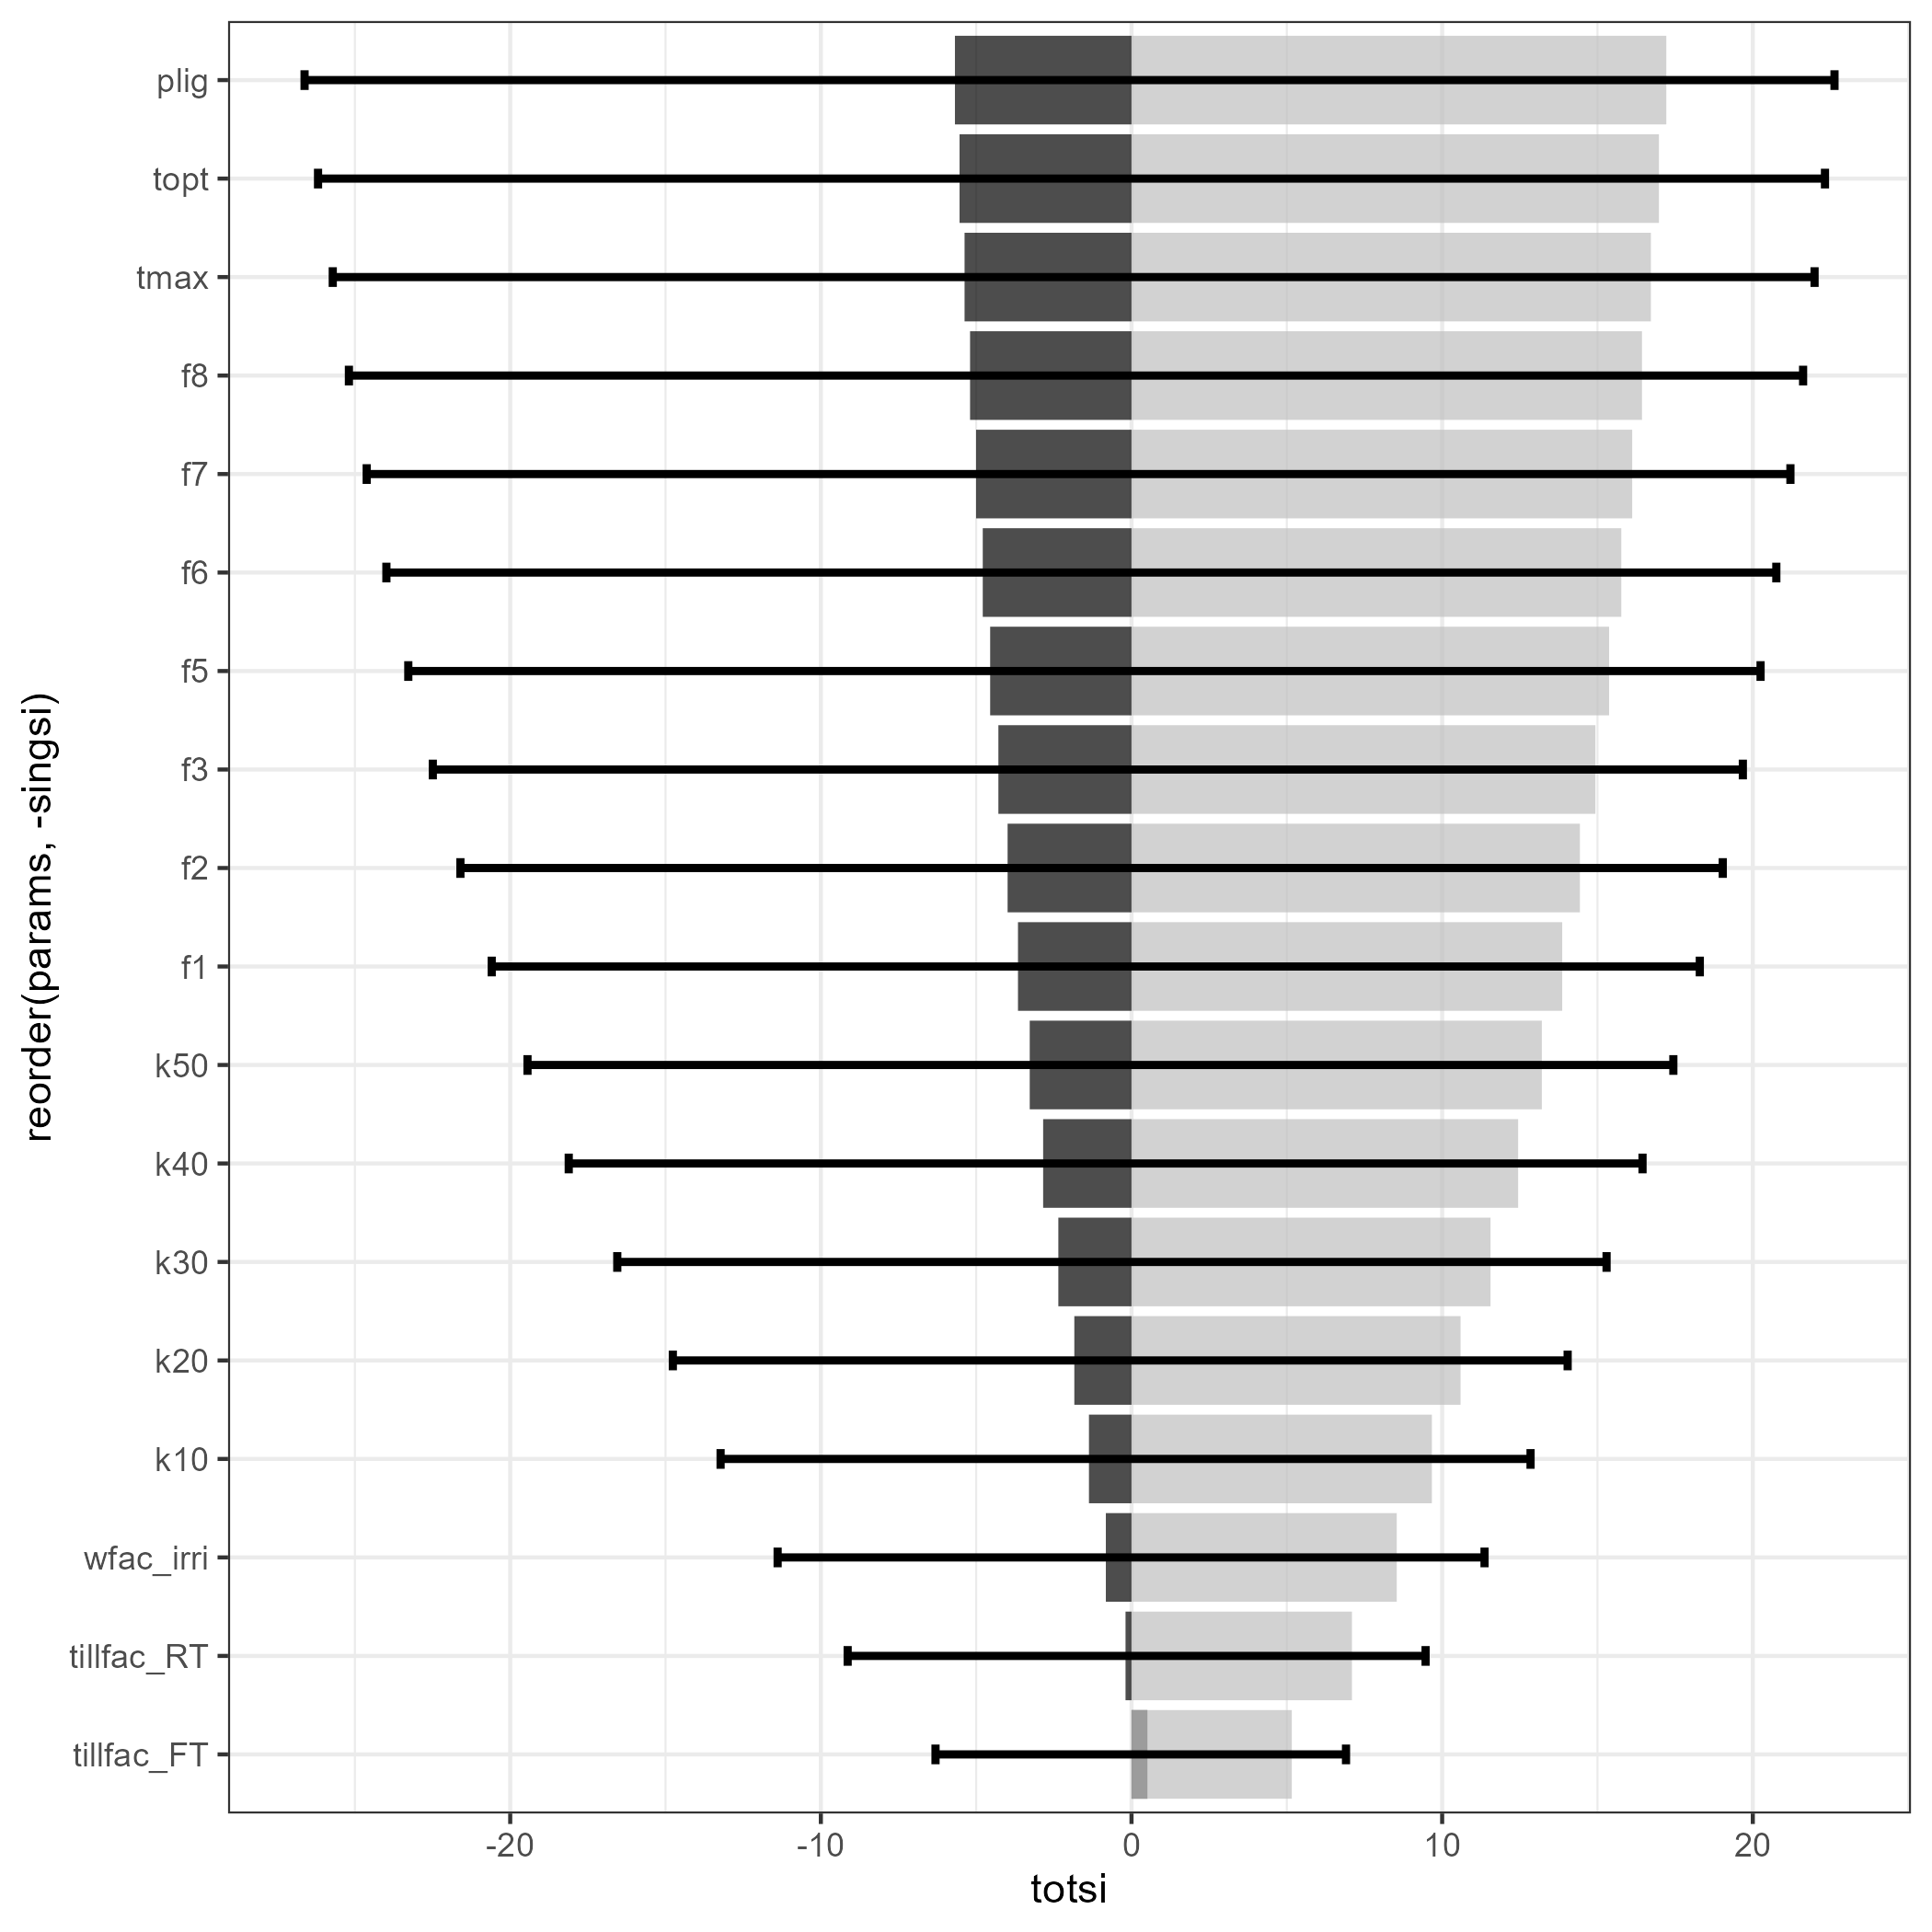 reorder(params, -singsi)
plig
topt
tmax
f8
f7
f6
f5
f3
f2
f1
k50
k40
k30
k20
k10
wfac_irri
tillfac_RT
tillfac_FT
-20 -10 0 10 20
totsi